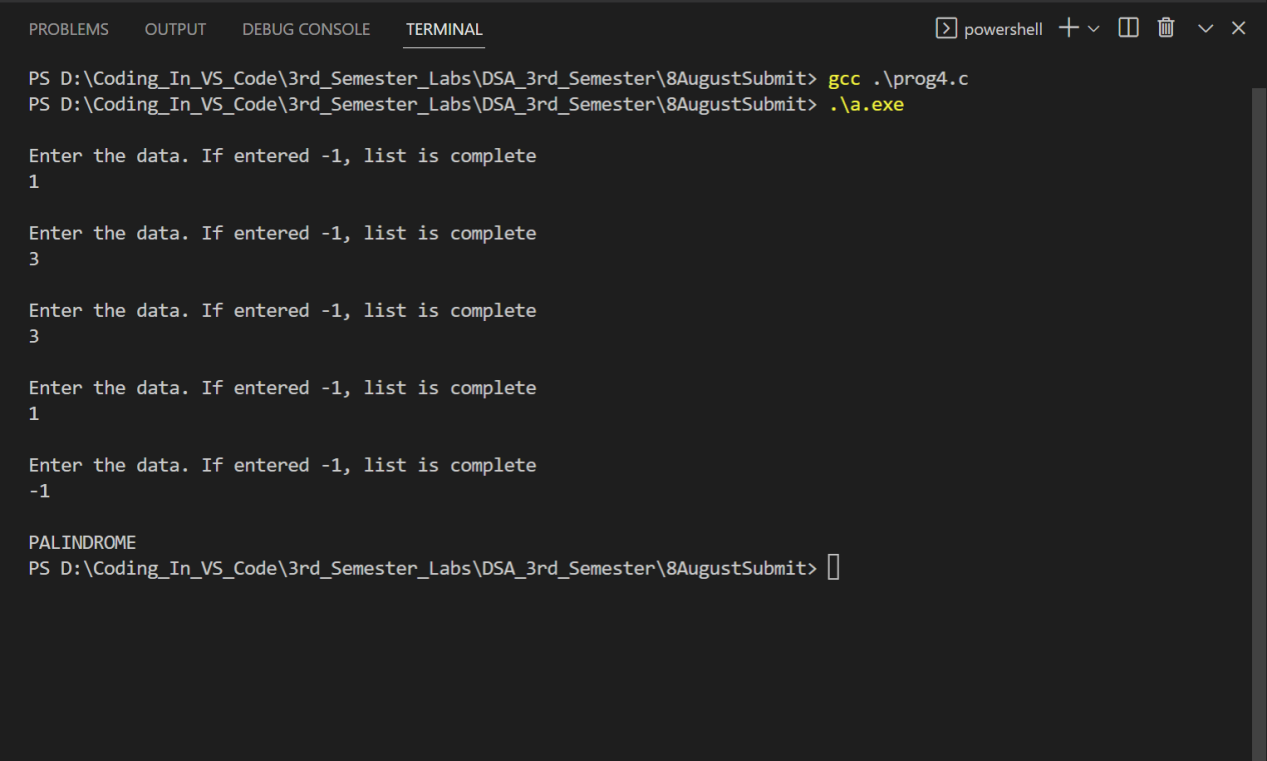 PROBLEMS OUTPUT DEBUG CONSOLE TERMINAL powershell
PS D:\Coding_In_VS_Code\3rd_Semester_Labs\DSA_3rd_Semester\8AugustSubmit> gcc .\prog4.c
PS D:\Coding_In_VS_Code\3rd_Semester_Labs\DSA_3rd_Semester\8AugustSubmit> .\a.exe
Enter the data. If entered -1, list is complete
1
Enter the data. If entered -1, list is complete
3
Enter the data. If entered -1, list is complete
3
Enter the data. If entered -1, list is complete
1
Enter the data. If entered -1, list is complete
-1
PALINDROME
PS D:\Coding_In_VS_Code\3rd_Semester_Labs\DSA_3rd_Semester\8AugustSubmit>